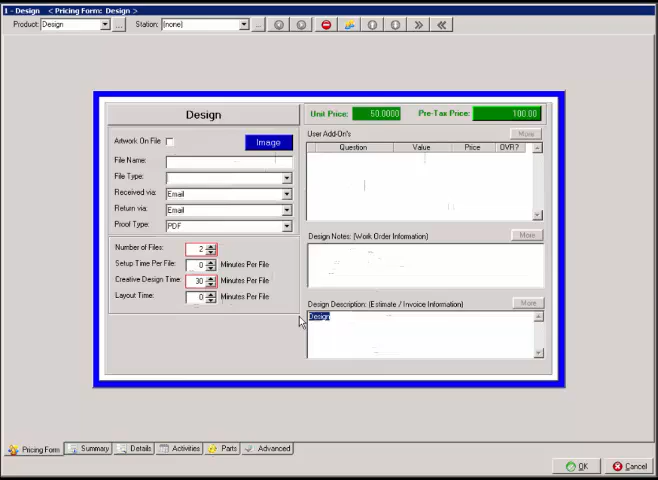 1 - Design < Pricing Form: Design >
Product: Design ... Station: (none) ...
Design
Artwork On File Image
File Name:
File Type:
Received via: Email
Return via: Email
Proof Type: PDF
Number of Files: 2
Setup Time Per File: 0 Minutes Per File
Creative Design Time: 30 Minutes Per File
Layout Time: 0 Minutes Per File
Unit Price: 50.0000 Pre-Tax Price: 100.00
User Add-On's More
Question Value Price OVR?
Design Notes: (Work Order Information) More
Design Description: (Estimate / Invoice Information) More
Design
Pricing Form Summary Details Activities Parts Advanced
OK Cancel